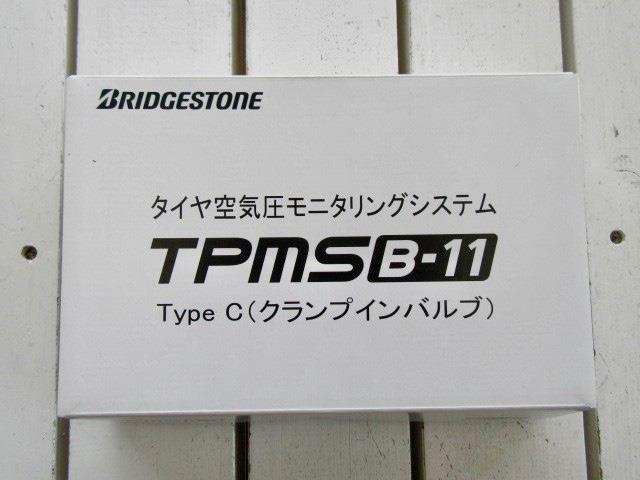 BRIDGESTONE
タイヤ空気圧モニタリングシステム
TPMS B-11
Type C(クランプインバルブ)